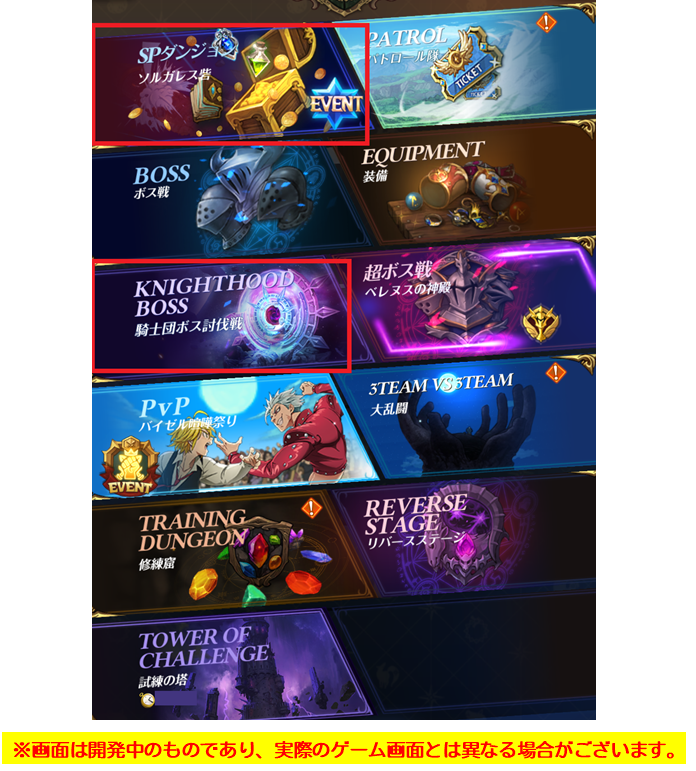 SPダンジョン
ソルガレス砦
EVENT
PATROL
パトロール隊
TICKET
BOSS
ボス戦
EQUIPMENT
装備
KNIGHTHOOD
BOSS
騎士団ボス討伐戦
超ボス戦
ベレヌスの神殿
PvP
バイゼル喧嘩祭り
EVENT
3TEAM VS 3TEAM
大乱闘
TRAINING
DUNGEON
修練窟
REVERSE
STAGE
リバースステージ
TOWER OF
CHALLENGE
試練の塔
※画面は開発中のものであり、実際のゲーム画面とは異なる場合がございます。